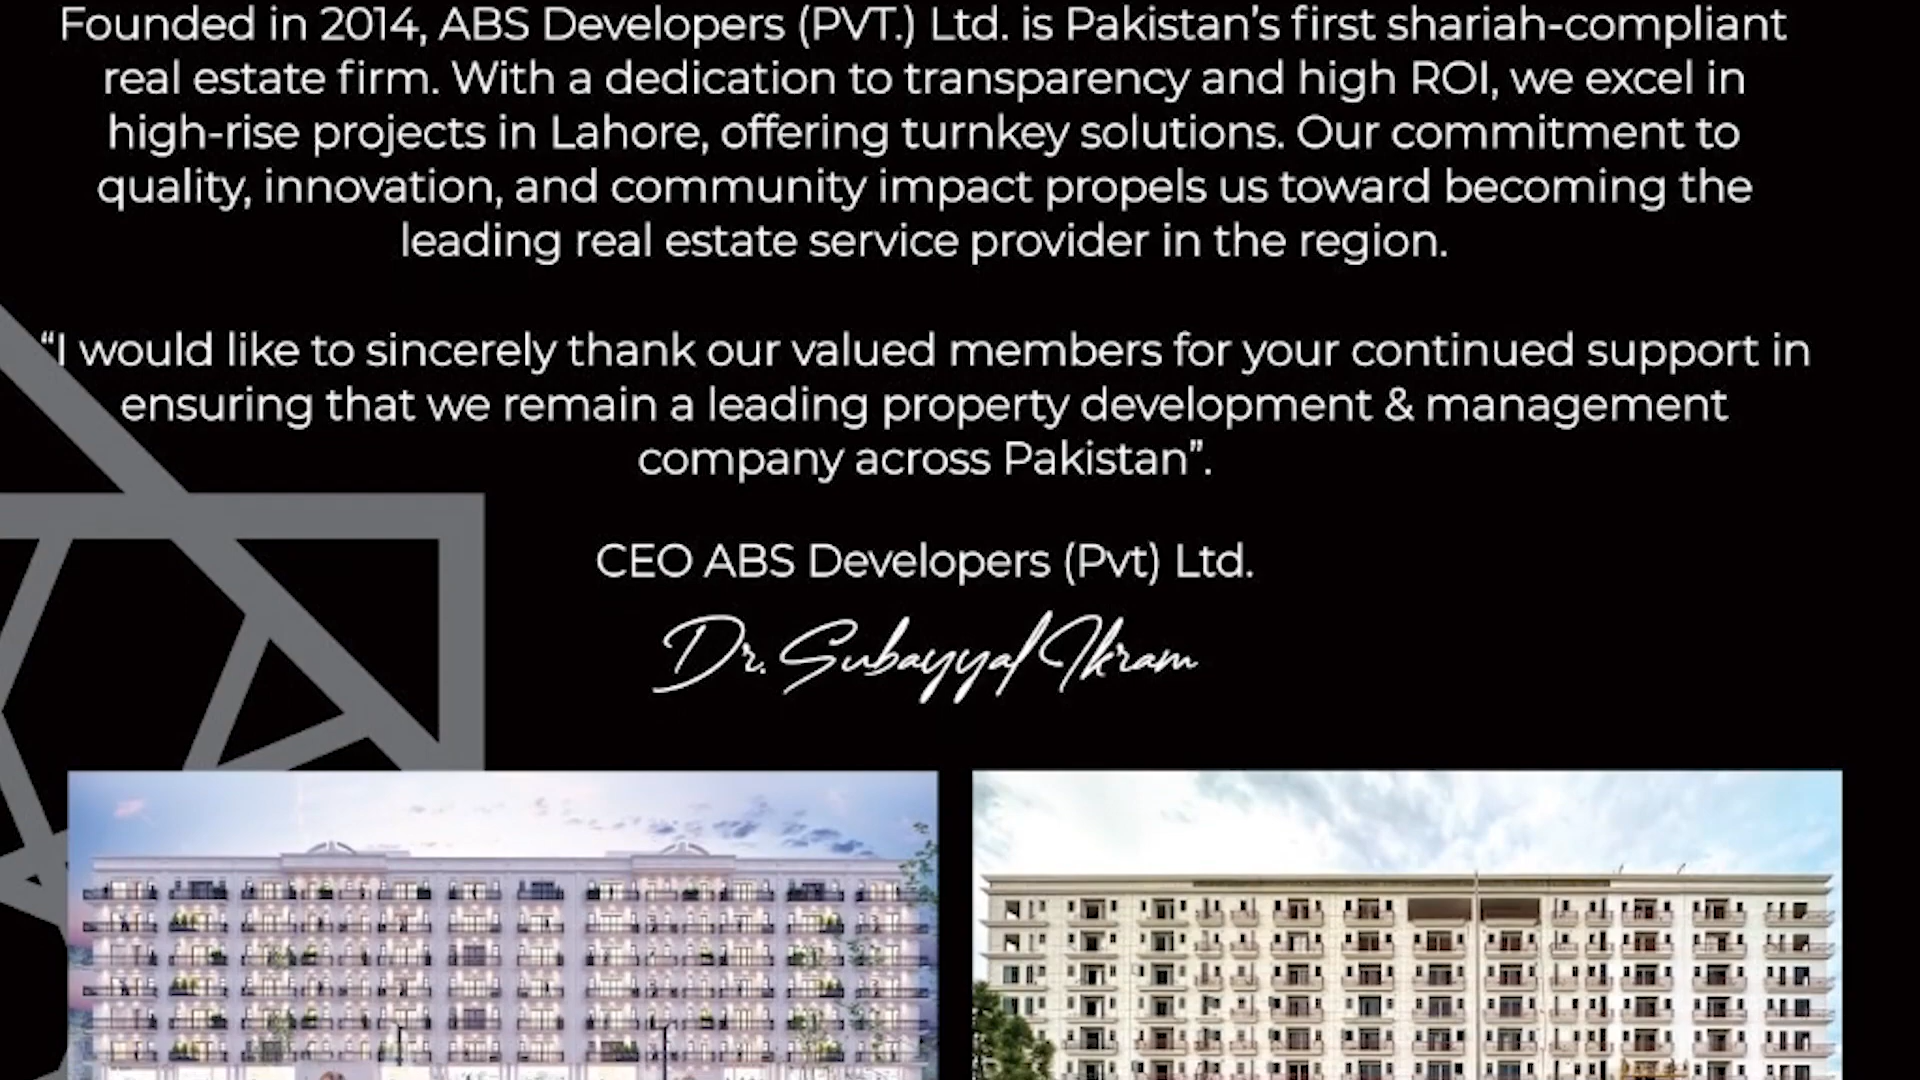 Founded in 2014, ABS Developers (PVT.) Ltd. is Pakistan’s first shariah-compliant
real estate firm. With a dedication to transparency and high ROI, we excel in
high-rise projects in Lahore, offering turnkey solutions. Our commitment to
quality, innovation, and community impact propels us toward becoming the
leading real estate service provider in the region.
“I would like to sincerely thank our valued members for your continued support in
ensuring that we remain a leading property development & management
company across Pakistan”.
CEO ABS Developers (Pvt) Ltd.
Dr. Subayyal Ikram